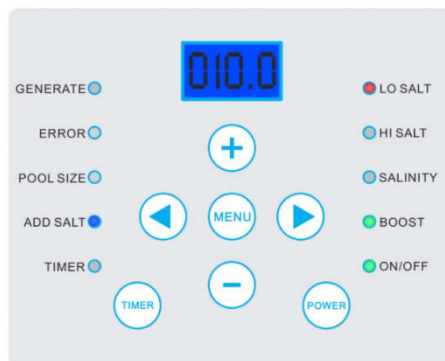 010.0
GENERATE
LO SALT
ERROR
HI SALT
+
POOL SIZE
SALINITY
ADD SALT
MENU
BOOST
TIMER
ON/OFF
−
TIMER
POWER